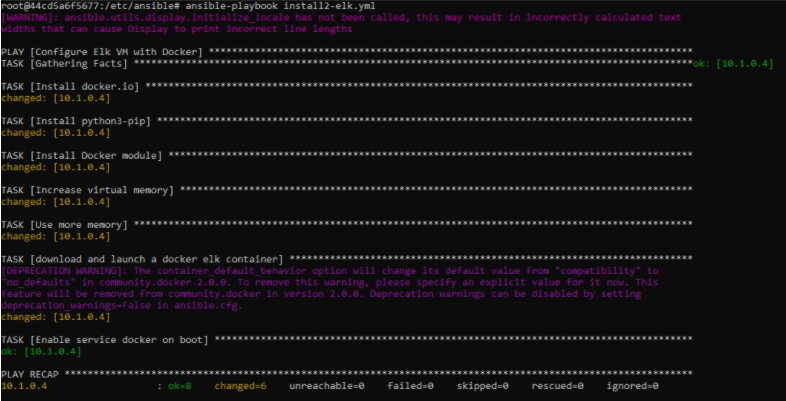 root@44cd5a6f5677:/etc/ansible# ansible-playbook install2-elk.yml
[WARNING]: ansible.utils.display.initialize_locale has not been called, this may result in incorrectly calculated text
widths that can cause Display to print incorrect line lengths
PLAY [Configure Elk VM with Docker] *********************************************************************************
TASK [Gathering Facts] **********************************************************************************************ok: [10.1.0.4]
TASK [Install docker.io] ********************************************************************************************
changed: [10.1.0.4]
TASK [Install python3-pip] ******************************************************************************************
changed: [10.1.0.4]
TASK [Install Docker module] ****************************************************************************************
changed: [10.1.0.4]
TASK [Increase virtual memory] **************************************************************************************
changed: [10.1.0.4]
TASK [Use more memory] **********************************************************************************************
changed: [10.1.0.4]
TASK [download and launch a docker elk container] *******************************************************************
[DEPRECATION WARNING]: The container_default_behavior option will change its default value from "compatibility" to
"no_defaults" in community.docker 2.0.0. To remove this warning, please specify an explicit value for it now. This
feature will be removed from community.docker in version 2.0.0. Deprecation warnings can be disabled by setting
deprecation_warnings=False in ansible.cfg.
changed: [10.1.0.4]
TASK [Enable service docker on boot] ********************************************************************************
ok: [10.1.0.4]
PLAY RECAP **********************************************************************************************************
10.1.0.4 : ok=8 changed=6 unreachable=0 failed=0 skipped=0 rescued=0 ignored=0